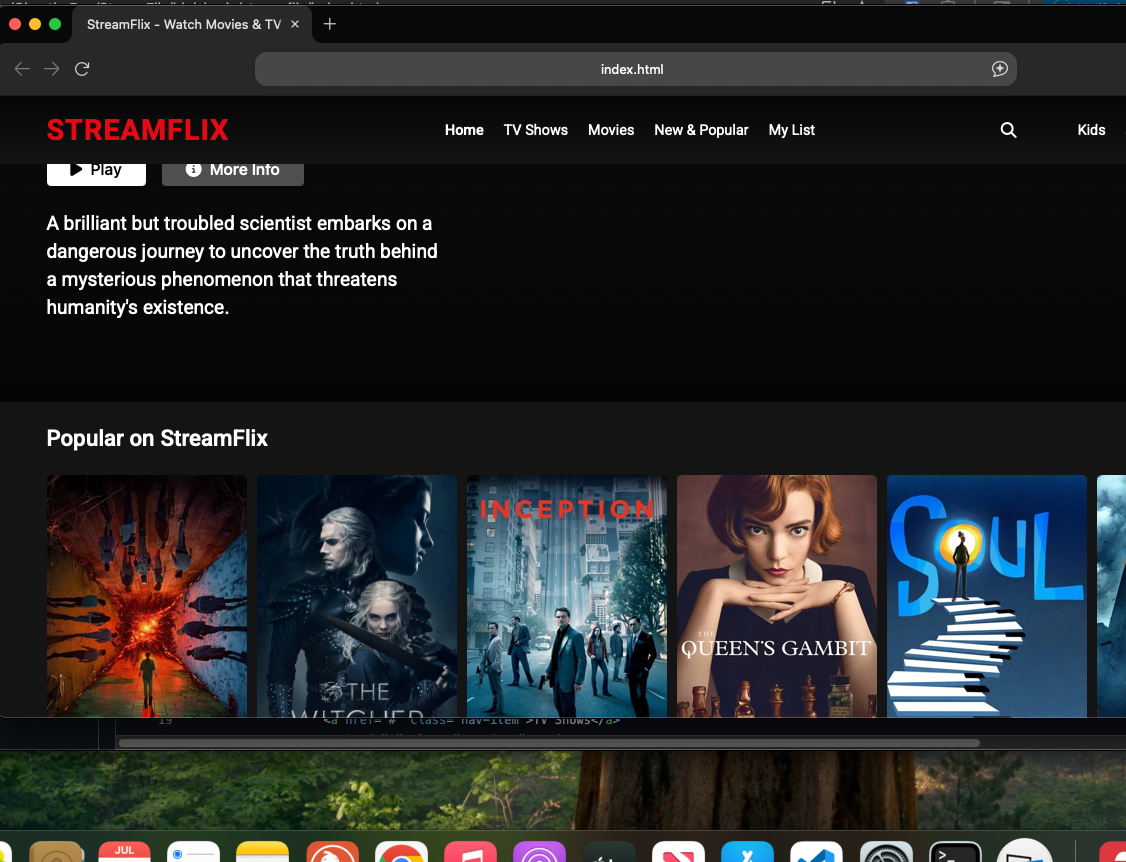 StreamFlix - Watch Movies & TV
index.html
STREAMFLIX
Home TV Shows Movies New & Popular My List Kids
Play More Info
A brilliant but troubled scientist embarks on a
dangerous journey to uncover the truth behind
a mysterious phenomenon that threatens
humanity's existence.
Popular on StreamFlix
THE
WITCHER
INCEPTION
THE
QUEEN'S GAMBIT
SOUL
19 <a href="#" class="nav-item">TV Shows</a>
JUL